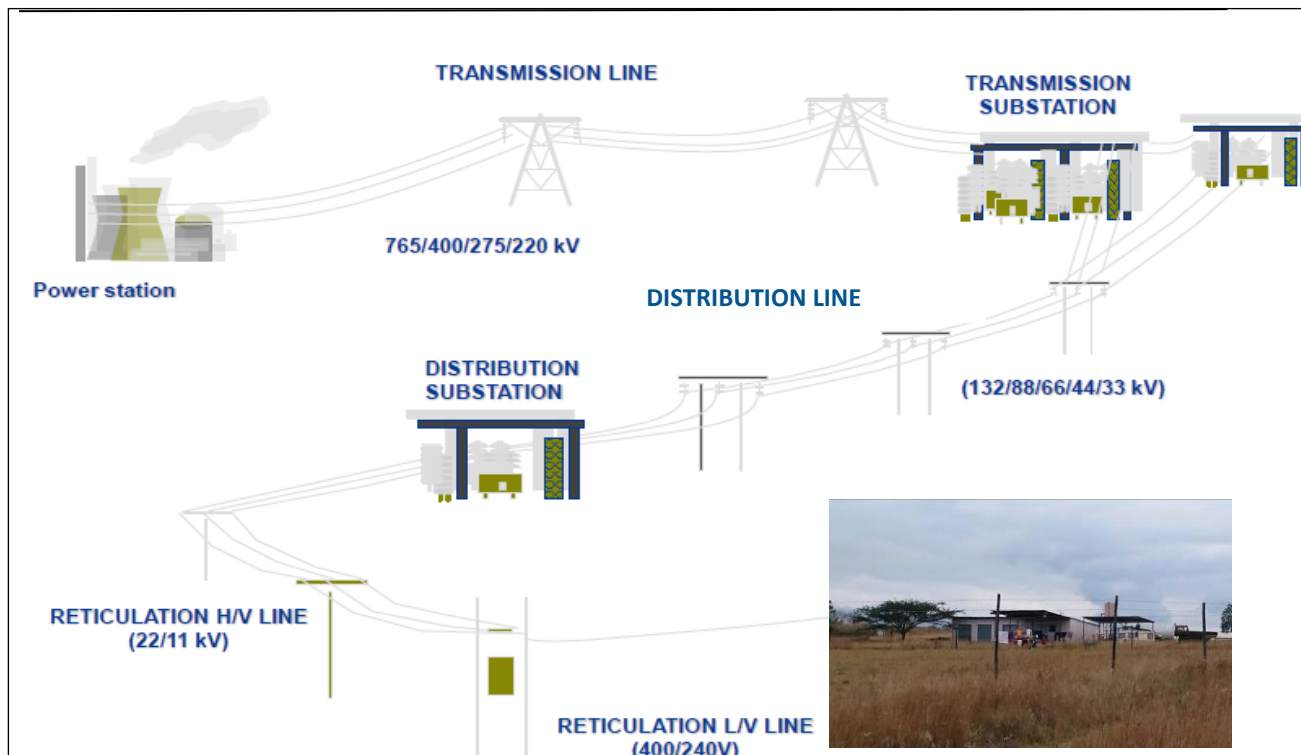 TRANSMISSION LINE
TRANSMISSION
SUBSTATION
765/400/275/220 kV
Power station
DISTRIBUTION LINE
DISTRIBUTION
SUBSTATION
(132/88/66/44/33 kV)
RETICULATION H/V LINE
(22/11 kV)
RETICULATION L/V LINE
(400/240V)